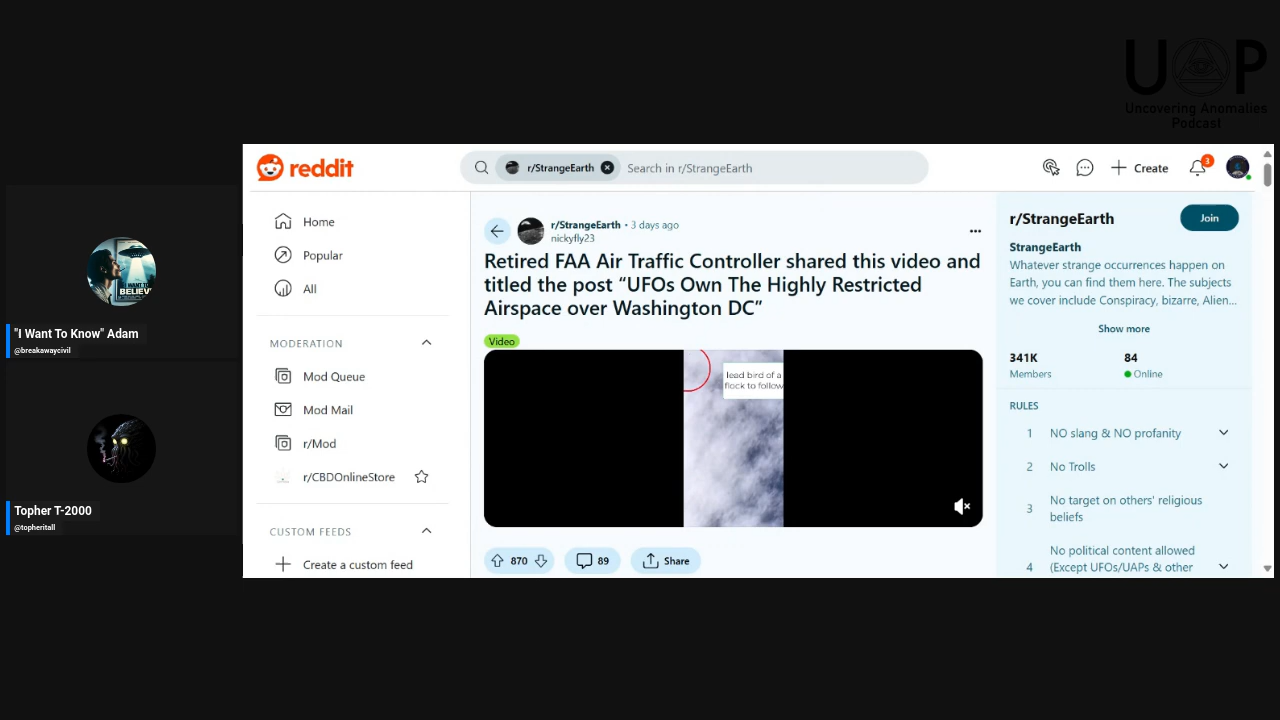 UAP
Uncovering Anomalies
Podcast
I WANT TO
BELIEV
"I Want To Know" Adam
@breakawaycivil
Topher T-2000
@topheritall
reddit
r/StrangeEarth
Search in r/StrangeEarth
Create
3
Home
Popular
All
MODERATION
Mod Queue
Mod Mail
r/Mod
r/CBDOnlineStore
CUSTOM FEEDS
Create a custom feed
r/StrangeEarth • 3 days ago
nickyfly23
Retired FAA Air Traffic Controller shared this video and
titled the post “UFOs Own The Highly Restricted
Airspace over Washington DC”
Video
lead bird of a
flock to follow
870
89
Share
r/StrangeEarth
Join
StrangeEarth
Whatever strange occurrences happen on
Earth, you can find them here. The subjects
we cover include Conspiracy, bizarre, Alien...
Show more
341K
Members
84
Online
RULES
1 NO slang & NO profanity
2 No Trolls
3 No target on others' religious
beliefs
4 No political content allowed
(Except UFOs/UAPs & other